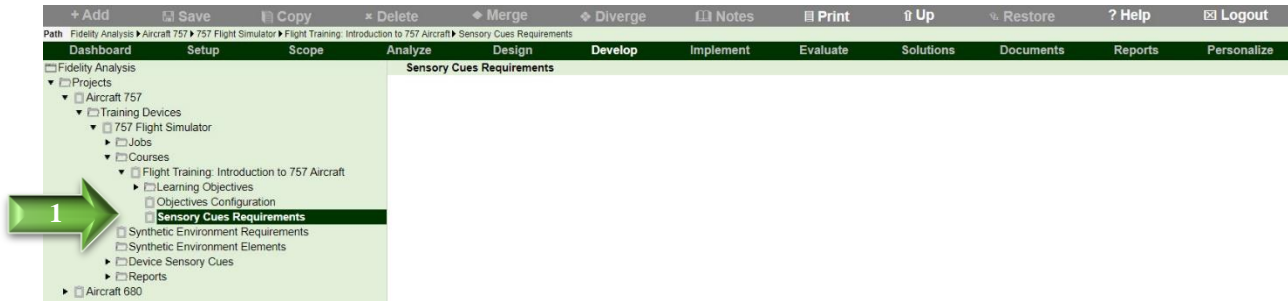 + Add Save Copy × Delete Merge Diverge Notes Print Up Restore ? Help Logout
Path Fidelity Analysis ▶ Aircraft 757 ▶ 757 Flight Simulator ▶ Flight Training: Introduction to 757 Aircraft ▶ Sensory Cues Requirements
Dashboard Setup Scope Analyze Design Develop Implement Evaluate Solutions Documents Reports Personalize
Fidelity Analysis
Sensory Cues Requirements
Projects
Aircraft 757
Training Devices
757 Flight Simulator
Jobs
Courses
Flight Training: Introduction to 757 Aircraft
Learning Objectives
Objectives Configuration
1
Sensory Cues Requirements
Synthetic Environment Requirements
Synthetic Environment Elements
Device Sensory Cues
Reports
Aircraft 680